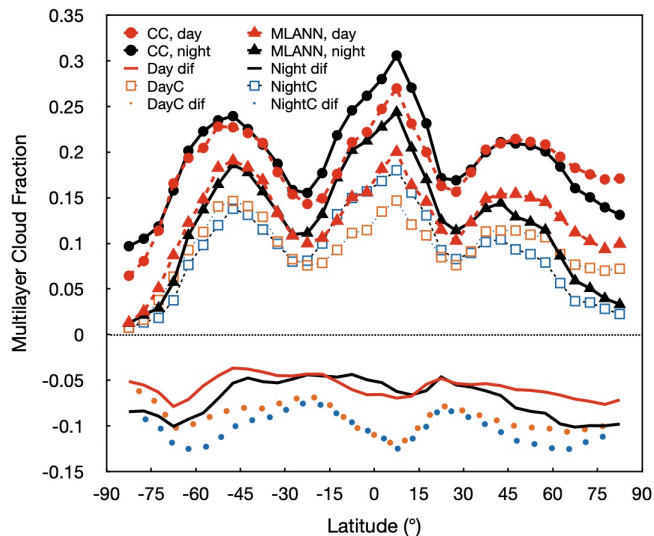 0.35
CC, day
MLANN, day
CC, night
MLANN, night
Day dif
Night dif
DayC
NightC
DayC dif
NightC dif
0.3
0.25
0.2
0.15
0.1
0.05
0
-0.05
-0.1
-0.15
Multilayer Cloud Fraction
-90 -75 -60 -45 -30 -15 0 15 30 45 60 75 90
Latitude (°)